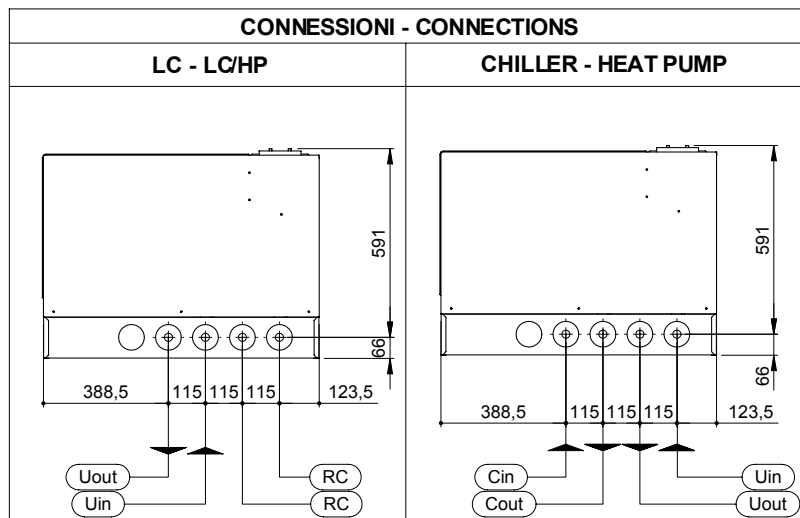 CONNESSIONI - CONNECTIONS
LC - LC/HP
CHILLER - HEAT PUMP
591
66
388,5 115 115 115 123,5
Uout
RC
Uin
RC
591
66
388,5 115 115 115 123,5
Cin
Uin
Cout
Uout